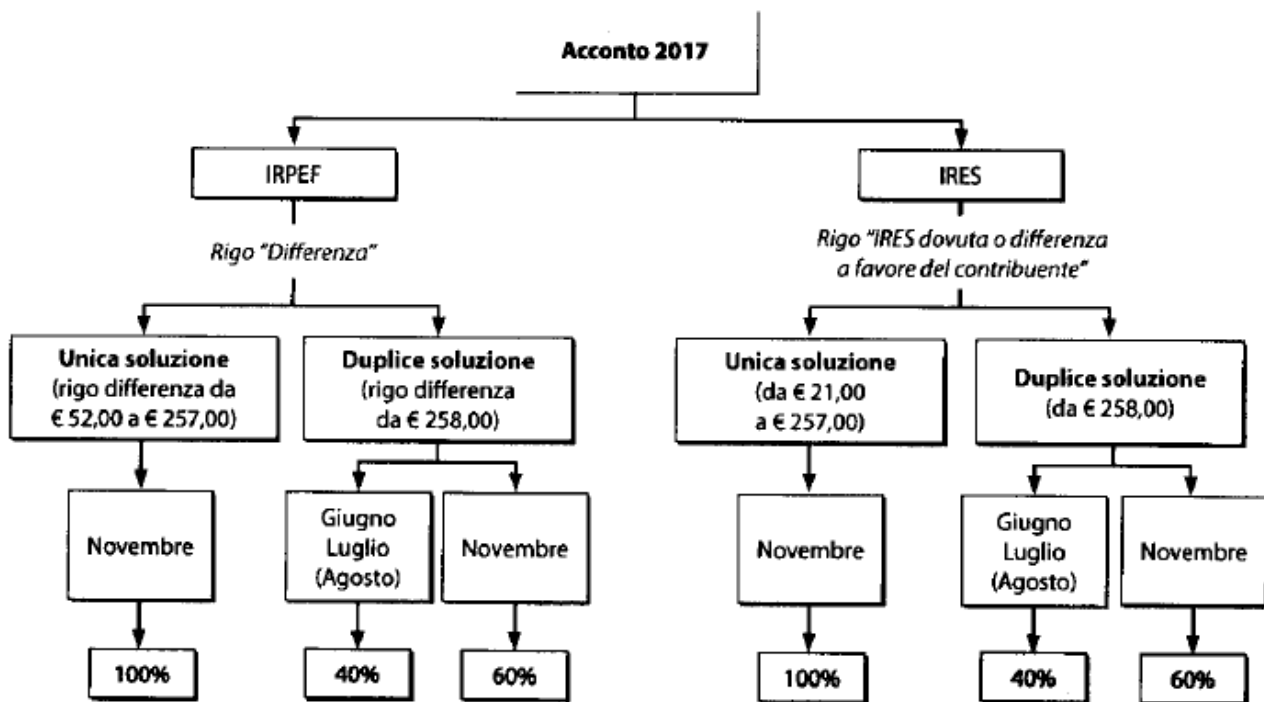 Acconto 2017
IRPEF
IRES
Rigo "Differenza"
Rigo "IRES dovuta o differenza
a favore del contribuente"
Unica soluzione
(rigo differenza da
€ 52,00 a € 257,00)
Duplice soluzione
(rigo differenza
da € 258,00)
Unica soluzione
(da € 21,00
a € 257,00)
Duplice soluzione
(da € 258,00)
Novembre
Giugno
Luglio
(Agosto)
Novembre
Novembre
Giugno
Luglio
(Agosto)
Novembre
100%
40%
60%
100%
40%
60%